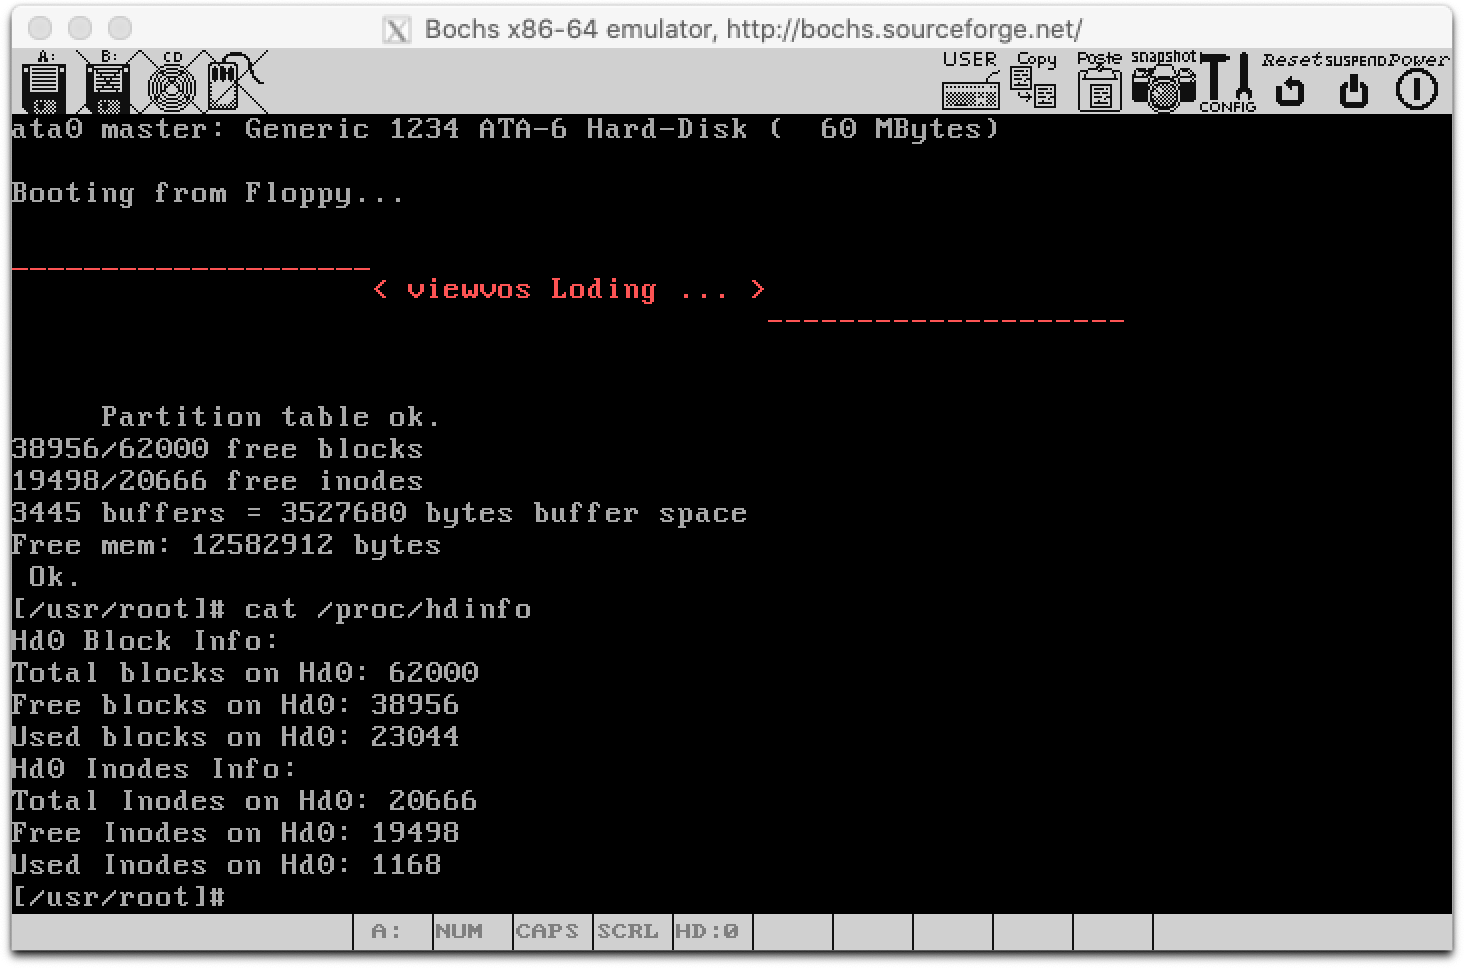 Bochs x86-64 emulator, http://bochs.sourceforge.net/
A: B: CD USER Copy Paste snapshot CONFIG Reset SUSPEND Power
ata0 master: Generic 1234 ATA-6 Hard-Disk (  60 MBytes)
Booting from Floppy...
--------------------
< viewvos Loding ... >
--------------------
Partition table ok.
38956/62000 free blocks
19498/20666 free inodes
3445 buffers = 3527680 bytes buffer space
Free mem: 12582912 bytes
Ok.
[/usr/root]# cat /proc/hdinfo
Hd0 Block Info:
Total blocks on Hd0: 62000
Free blocks on Hd0: 38956
Used blocks on Hd0: 23044
Hd0 Inodes Info:
Total Inodes on Hd0: 20666
Free Inodes on Hd0: 19498
Used Inodes on Hd0: 1168
[/usr/root]#
A: NUM CAPS SCRL HD:0